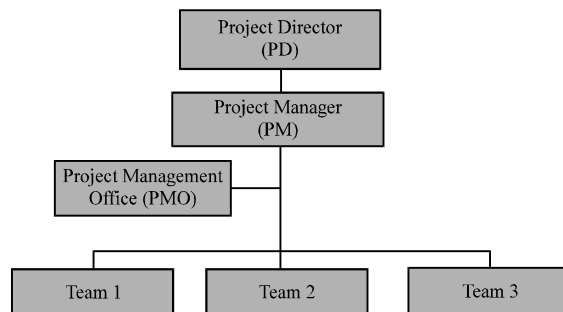 Project Director
(PD)
Project Manager
(PM)
Project Management
Office (PMO)
Team 1
Team 2
Team 3